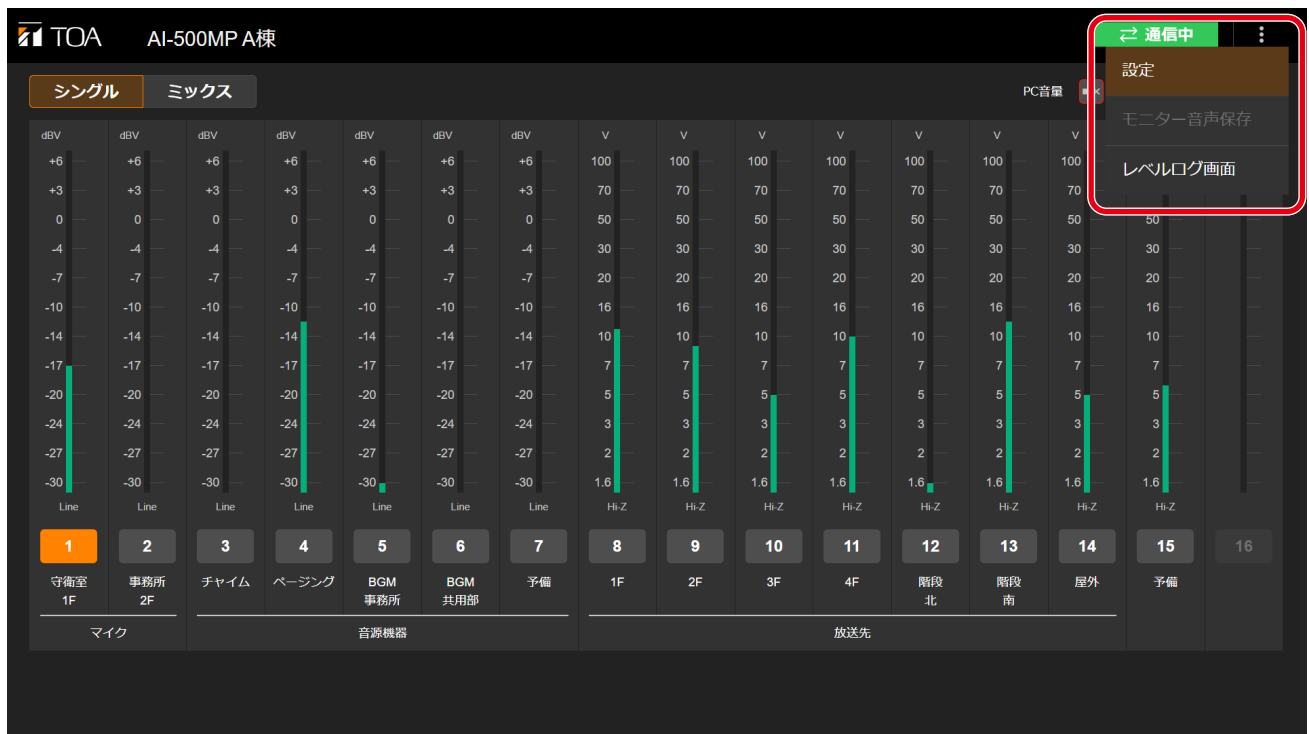 TOA AI-500MP A棟 通信中
設定
シングル ミックス PC音量
モニター音声保存
レベルログ画面
dBV dBV dBV dBV dBV dBV dBV V V V V V V V
+6 +6 +6 +6 +6 +6 +6 100 100 100 100 100 100 100
+3 +3 +3 +3 +3 +3 +3 70 70 70 70 70 70 70
0 0 0 0 0 0 0 50 50 50 50 50 50 50 50
-4 -4 -4 -4 -4 -4 -4 30 30 30 30 30 30 30 30
-7 -7 -7 -7 -7 -7 -7 20 20 20 20 20 20 20 20
-10 -10 -10 -10 -10 -10 -10 16 16 16 16 16 16 16 16
-14 -14 -14 -14 -14 -14 -14 10 10 10 10 10 10 10 10
-17 -17 -17 -17 -17 -17 -17 7 7 7 7 7 7 7 7
-20 -20 -20 -20 -20 -20 -20 5 5 5 5 5 5 5 5
-24 -24 -24 -24 -24 -24 -24 3 3 3 3 3 3 3 3
-27 -27 -27 -27 -27 -27 -27 2 2 2 2 2 2 2 2
-30 -30 -30 -30 -30 -30 -30 1.6 1.6 1.6 1.6 1.6 1.6 1.6 1.6
Line Line Line Line Line Line Line Hi-Z Hi-Z Hi-Z Hi-Z Hi-Z Hi-Z Hi-Z Hi-Z
1 2 3 4 5 6 7 8 9 10 11 12 13 14 15 16
守衛室 事務所 チャイム ページング BGM BGM 予備 1F 2F 3F 4F 階段 階段 屋外 予備
1F 2F 事務所 共用部 北 南
マイク 音源機器 放送先